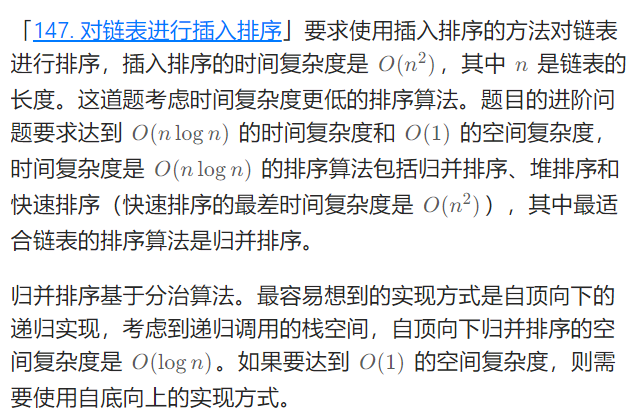 「147. 对链表进行插入排序」要求使用插入排序的方法对链表
进行排序，插入排序的时间复杂度是 O(n²)，其中 n 是链表的
长度。这道题考虑时间复杂度更低的排序算法。题目的进阶问
题要求达到 O(n log n) 的时间复杂度和 O(1) 的空间复杂度，
时间复杂度是 O(n log n) 的排序算法包括归并排序、堆排序和
快速排序（快速排序的最差时间复杂度是 O(n²)），其中最适
合链表的排序算法是归并排序。
归并排序基于分治算法。最容易想到的实现方式是自顶向下的
递归实现，考虑到递归调用的栈空间，自顶向下归并排序的空
间复杂度是 O(log n)。如果要达到 O(1) 的空间复杂度，则需
要使用自底向上的实现方式。